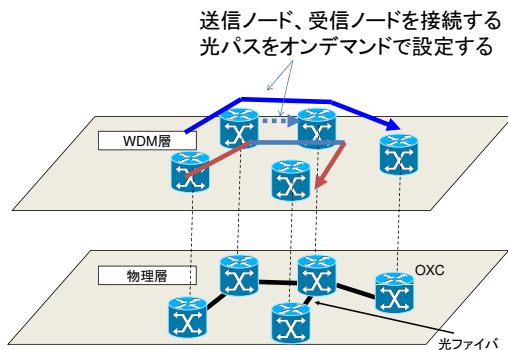 送信ノード、受信ノードを接続する
光パスをオンデマンドで設定する
WDM層
物理層
OXC
光ファイバ